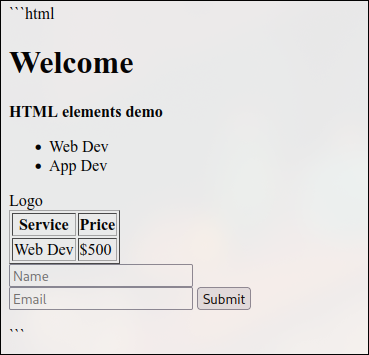 ```html
Welcome
HTML elements demo
Web Dev
App Dev
Logo
Service Price
Web Dev $500
Name
Email Submit
```